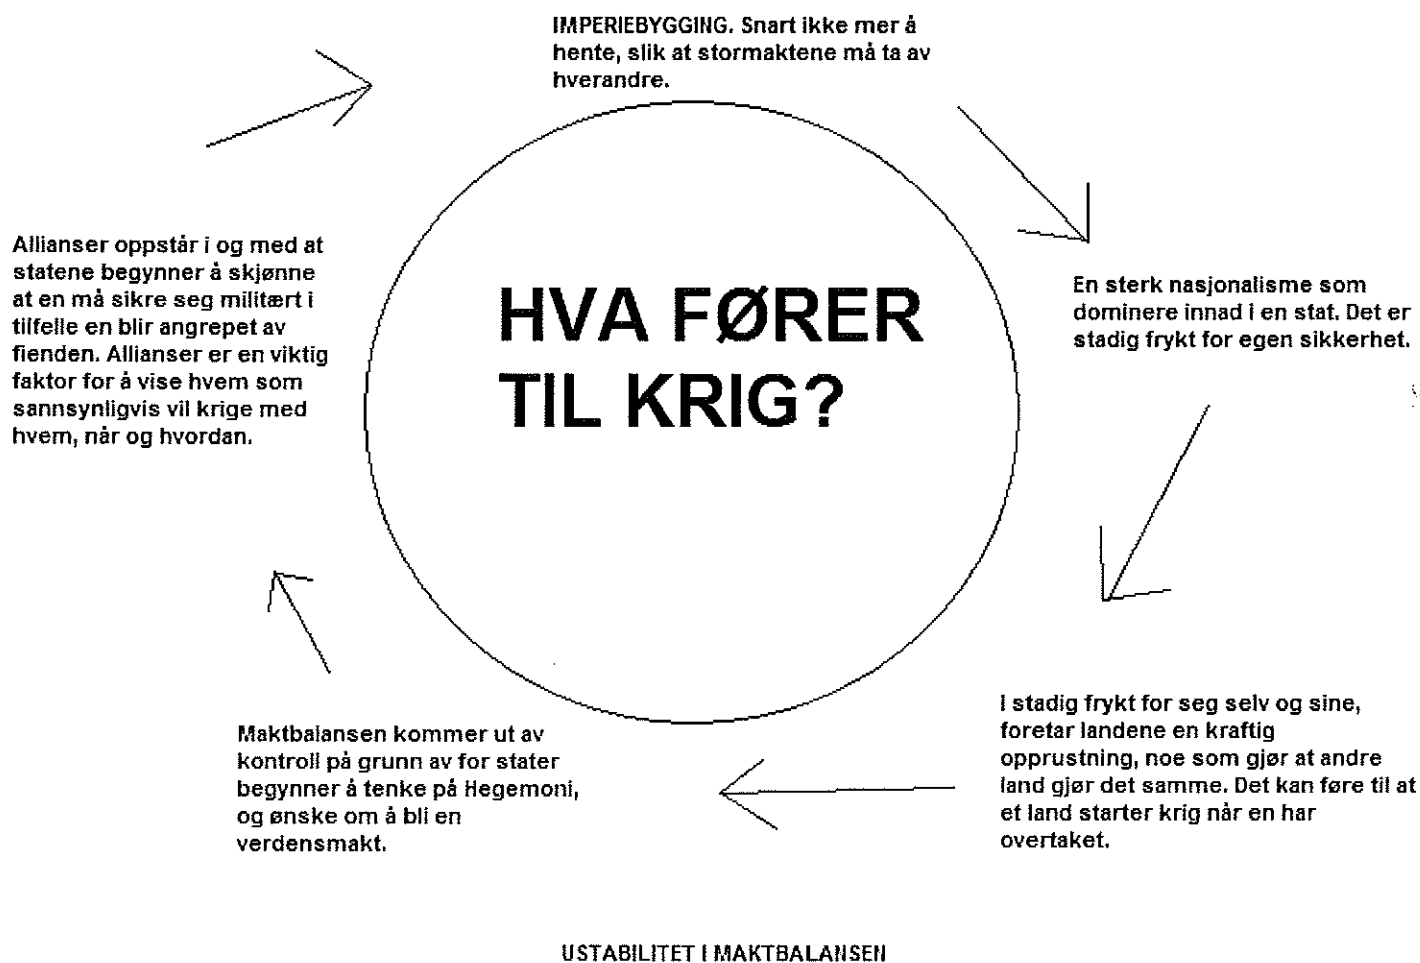 IMPERIEBYGGING. Snart ikke mer å
hente, slik at stormaktene må ta av
hverandre.
HVA FØRER
TIL KRIG?
En sterk nasjonalisme som
dominere innad i en stat. Det er
stadig frykt for egen sikkerhet.
I stadig frykt for seg selv og sine,
foretar landene en kraftig
opprustning, noe som gjør at andre
land gjør det samme. Det kan føre til at
et land starter krig når en har
overtaket.
Maktbalansen kommer ut av
kontroll på grunn av for stater
begynner å tenke på Hegemoni,
og ønske om å bli en
verdensmakt.
Allianser oppstår i og med at
statene begynner å skjønne
at en må sikre seg militært i
tilfelle en blir angrepet av
fienden. Allianser er en viktig
faktor for å vise hvem som
sannsynligvis vil krige med
hvem, når og hvordan.
USTABILITET I MAKTBALANSEN